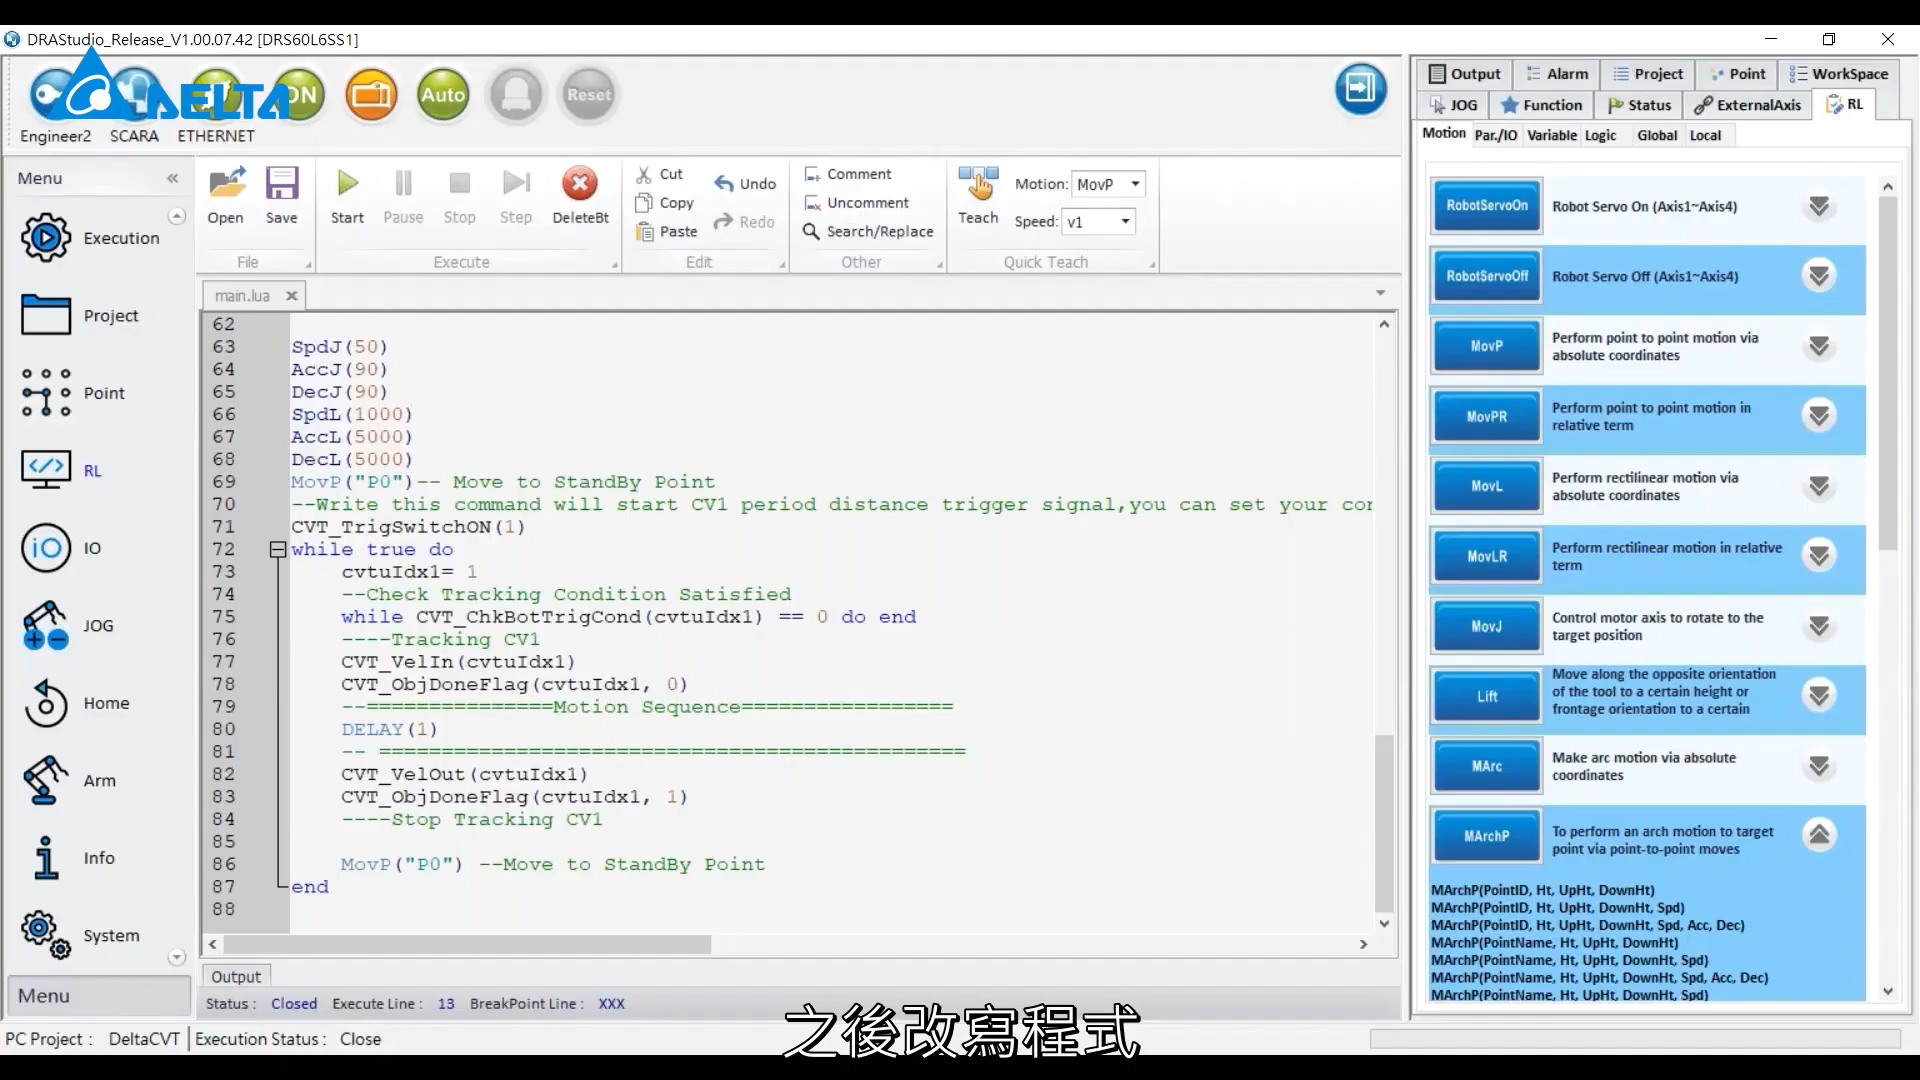 DRAStudio_Release_V1.00.07.42 [DRS60L6SS1]
DELTA
ON
Auto
Reset
Engineer2 SCARA ETHERNET
Menu
Execution
Project
Point
RL
IO
JOG
Home
Arm
Info
System
Menu
Open Save
File
Start Pause Stop Step DeleteBt
Execute
Cut
Copy
Paste
Undo
Redo
Edit
Comment
Uncomment
Search/Replace
Other
Teach
Motion: MovP
Speed: v1
Quick Teach
main.lua
62
63 SpdJ(50)
64 AccJ(90)
65 DecJ(90)
66 SpdL(1000)
67 AccL(5000)
68 DecL(5000)
69 MovP("P0")-- Move to StandBy Point
70 --Write this command will start CV1 period distance trigger signal,you can set your cor
71 CVT_TrigSwitchON(1)
72 while true do
73 cvtuIdx1= 1
74 --Check Tracking Condition Satisfied
75 while CVT_ChkBotTrigCond(cvtuIdx1) == 0 do end
76 ----Tracking CV1
77 CVT_VelIn(cvtuIdx1)
78 CVT_ObjDoneFlag(cvtuIdx1, 0)
79 --===============Motion Sequence=================
80 DELAY(1)
81 -- ===============================================
82 CVT_VelOut(cvtuIdx1)
83 CVT_ObjDoneFlag(cvtuIdx1, 1)
84 ----Stop Tracking CV1
85
86 MovP("P0") --Move to StandBy Point
87 end
88
Output
Status : Closed Execute Line : 13 BreakPoint Line : XXX
PC Project : DeltaCVT Execution Status : Close
之後改寫程式
Output Alarm Project Point WorkSpace
JOG Function Status ExternalAxis RL
Motion Par./IO Variable Logic Global Local
RobotServoOn Robot Servo On (Axis1~Axis4)
RobotServoOff Robot Servo Off (Axis1~Axis4)
MovP Perform point to point motion via
absolute coordinates
MovPR Perform point to point motion in
relative term
MovL Perform rectilinear motion via
absolute coordinates
MovLR Perform rectilinear motion in relative
term
MovJ Control motor axis to rotate to the
target position
Lift Move along the opposite orientation
of the tool to a certain height or
frontage orientation to a certain
MArc Make arc motion via absolute
coordinates
MArchP To perform an arch motion to target
point via point-to-point moves
MArchP(PointID, Ht, UpHt, DownHt)
MArchP(PointID, Ht, UpHt, DownHt, Spd)
MArchP(PointID, Ht, UpHt, DownHt, Spd, Acc, Dec)
MArchP(PointName, Ht, UpHt, DownHt)
MArchP(PointName, Ht, UpHt, DownHt, Spd)
MArchP(PointName, Ht, UpHt, DownHt, Spd, Acc, Dec)
MArchP(PointName, Ht, UpHt, DownHt, Spd)